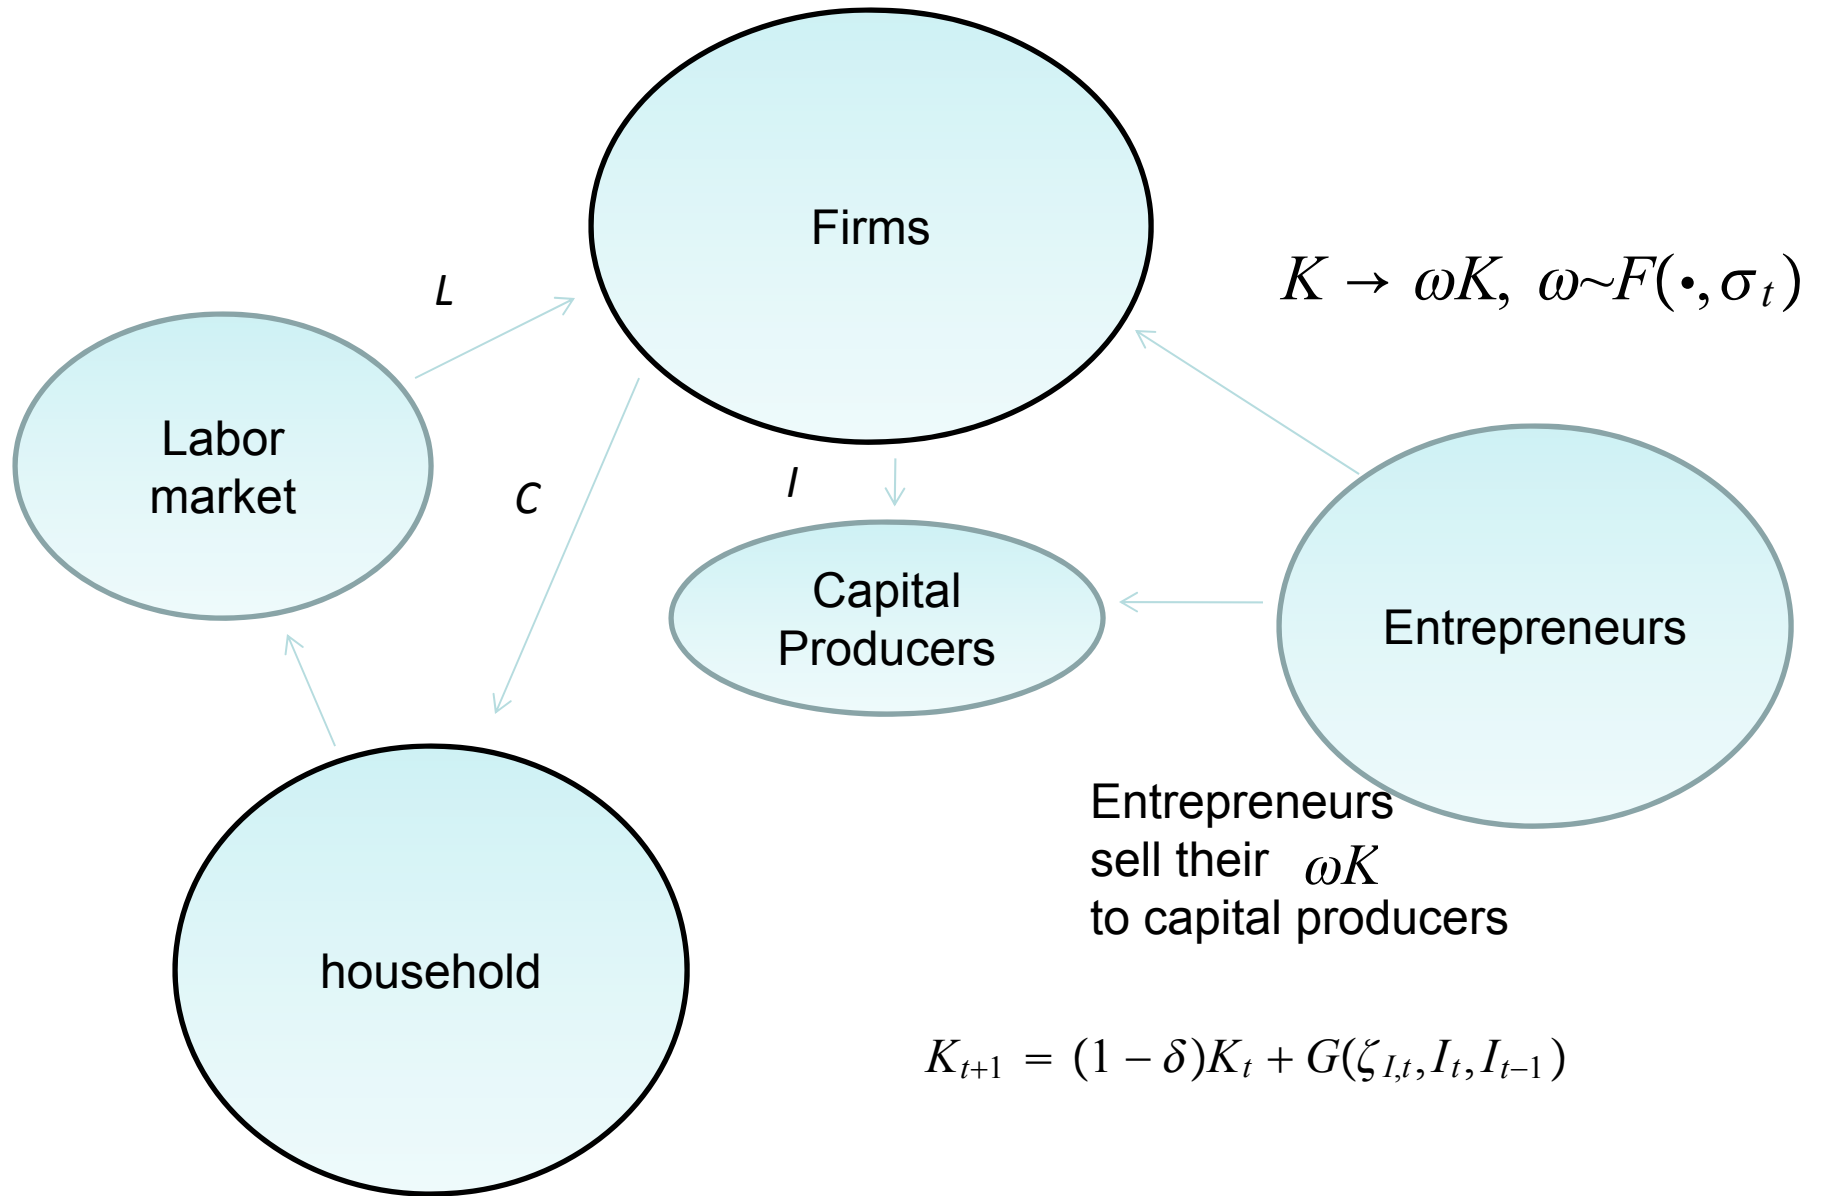 Firms
K → ωK, ω~F(•,σ_t)
L
Labor
market
C
I
Capital
Producers
Entrepreneurs
Entrepreneurs
sell their ωK
to capital producers
household
K_{t+1} = (1 − δ)K_t + G(ζ_{I,t}, I_t, I_{t−1})